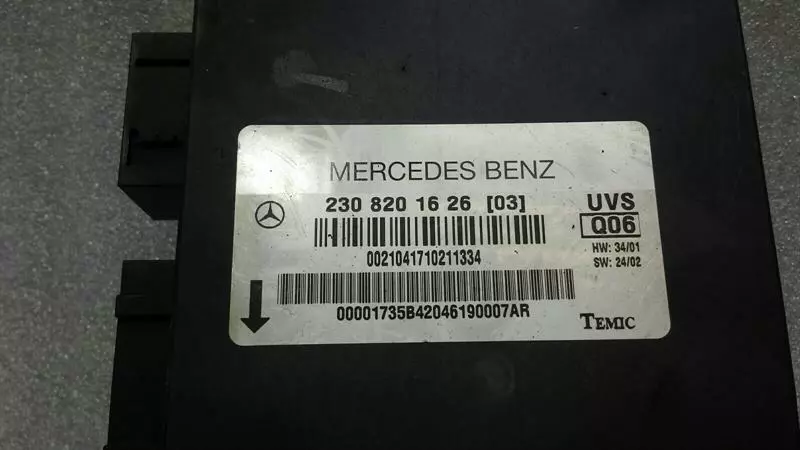 MERCEDES BENZ
230 820 16 26 [03]
UVS
Q06
HW: 34/01
SW: 24/02
0021041710211334
00001735B42046190007AR
TEMIC